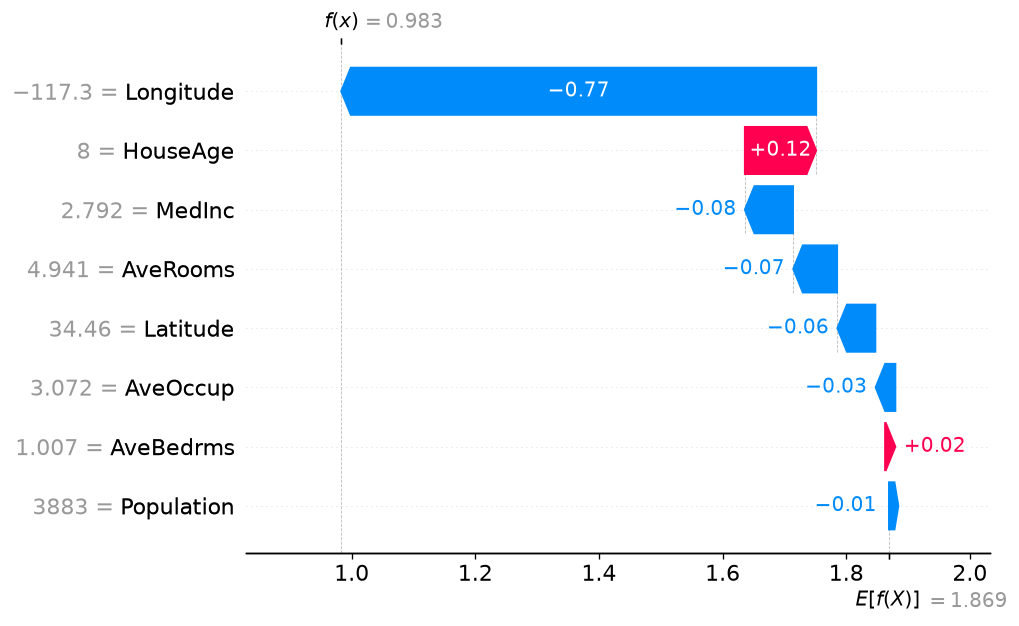 f(x) = 0.983
−117.3 = Longitude −0.77
8 = HouseAge +0.12
2.792 = MedInc −0.08
4.941 = AveRooms −0.07
34.46 = Latitude −0.06
3.072 = AveOccup −0.03
1.007 = AveBedrms +0.02
3883 = Population −0.01
1.0 1.2 1.4 1.6 1.8 2.0
E[f(X)] = 1.869